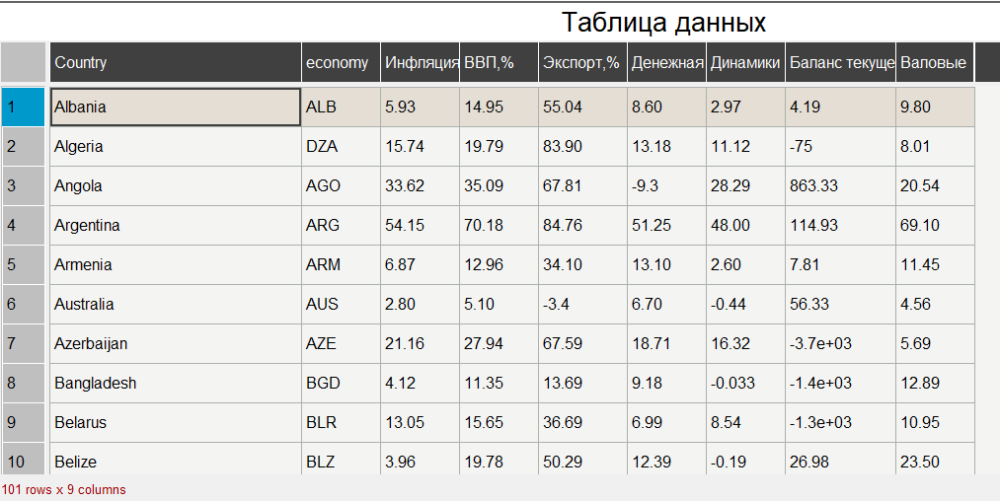 Таблица данных
Country economy Инфляция ВВП,% Экспорт,% Денежная Динамики Баланс текуще Валовые
1 Albania ALB 5.93 14.95 55.04 8.60 2.97 4.19 9.80
2 Algeria DZA 15.74 19.79 83.90 13.18 11.12 -75 8.01
3 Angola AGO 33.62 35.09 67.81 -9.3 28.29 863.33 20.54
4 Argentina ARG 54.15 70.18 84.76 51.25 48.00 114.93 69.10
5 Armenia ARM 6.87 12.96 34.10 13.10 2.60 7.81 11.45
6 Australia AUS 2.80 5.10 -3.4 6.70 -0.44 56.33 4.56
7 Azerbaijan AZE 21.16 27.94 67.59 18.71 16.32 -3.7e+03 5.69
8 Bangladesh BGD 4.12 11.35 13.69 9.18 -0.033 -1.4e+03 12.89
9 Belarus BLR 13.05 15.65 36.69 6.99 8.54 -1.3e+03 10.95
10 Belize BLZ 3.96 19.78 50.29 12.39 -0.19 26.98 23.50
101 rows x 9 columns